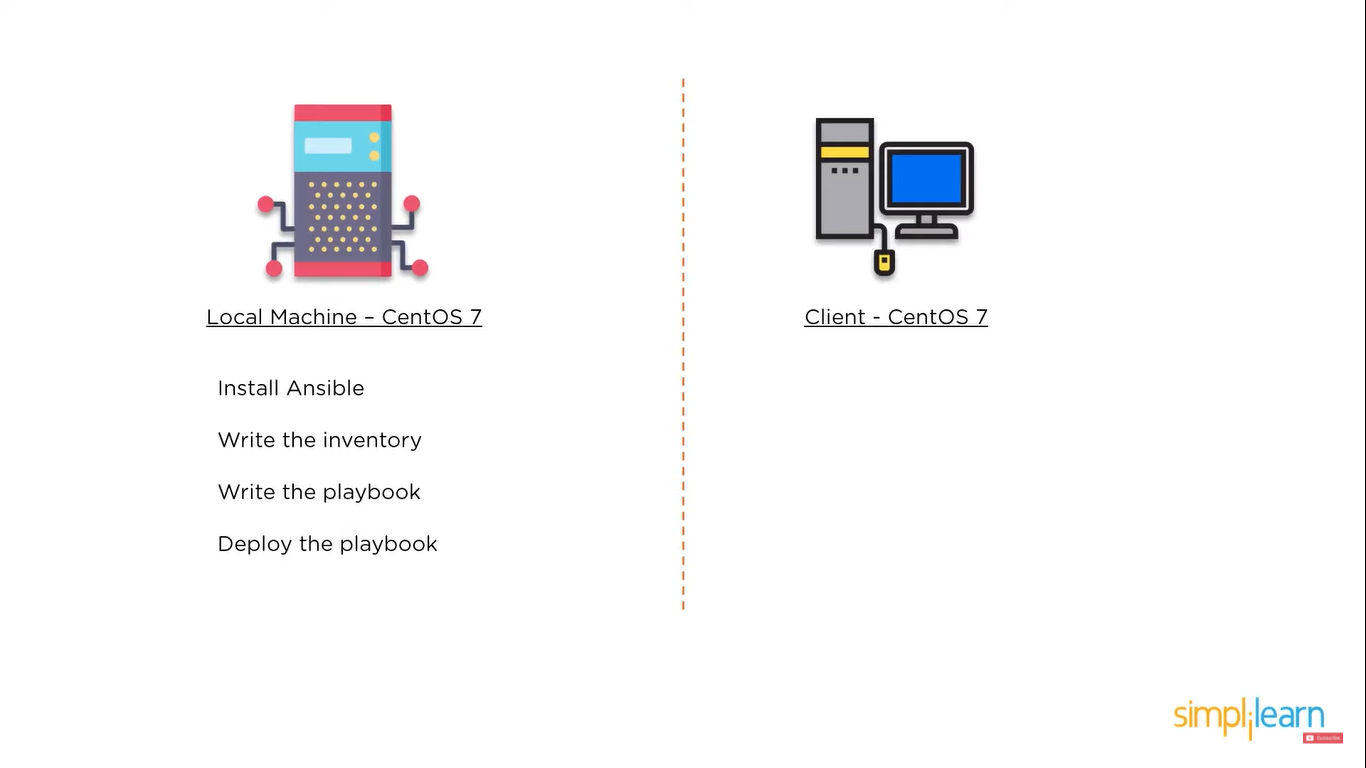 Local Machine – CentOS 7
Install Ansible
Write the inventory
Write the playbook
Deploy the playbook
Client - CentOS 7
simplilearn
Subscribe